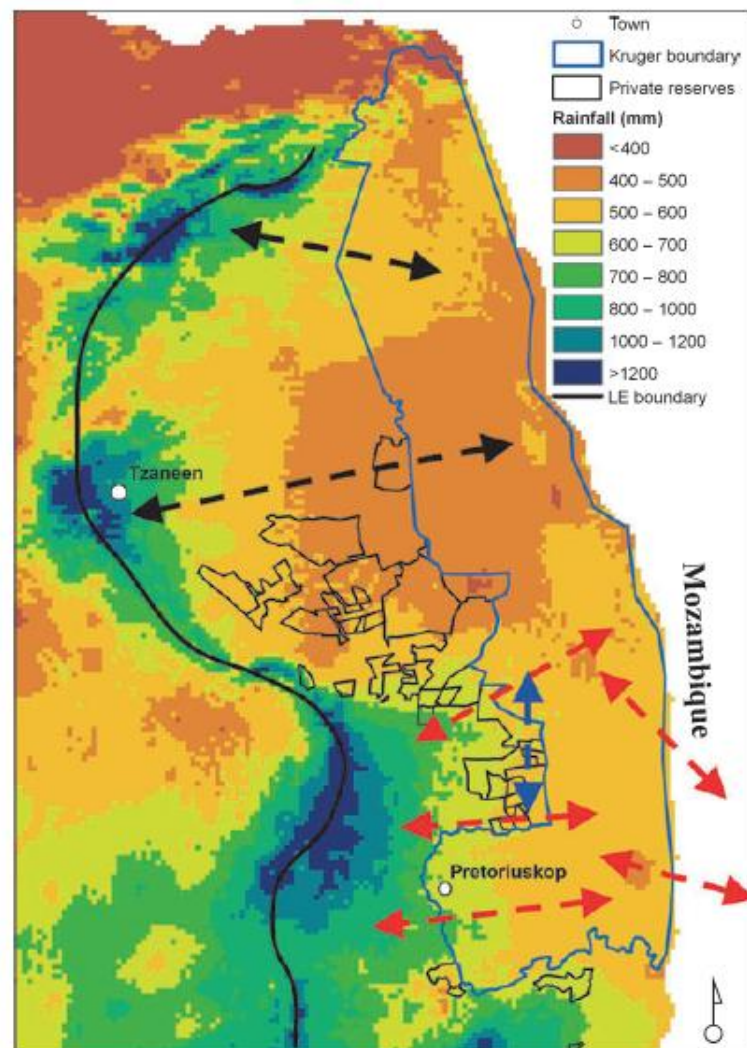 Town
Kruger boundary
Private reserves
Rainfall (mm)
<400
400 – 500
500 – 600
600 – 700
700 – 800
800 – 1000
1000 – 1200
>1200
LE boundary
Tzaneen
Mozambique
Pretoriuskop